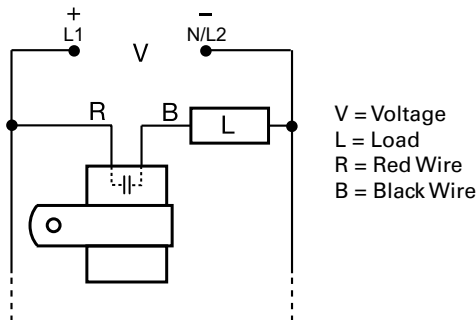 + −
L1 V N/L2
R B L
V = Voltage
L = Load
R = Red Wire
B = Black Wire